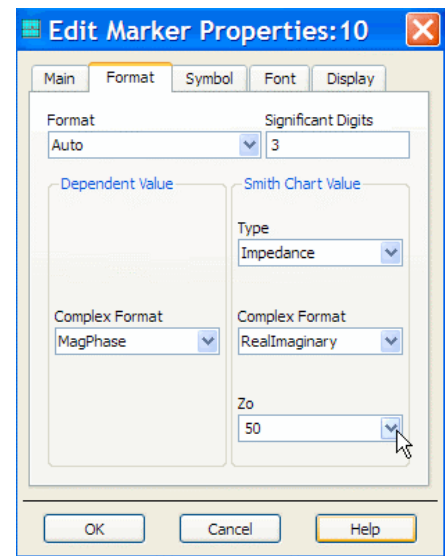 Edit Marker Properties:10
Main Format Symbol Font Display
Format Significant Digits
Auto 3
Dependent Value Smith Chart Value
Type
Impedance
Complex Format Complex Format
MagPhase RealImaginary
Zo
50
OK Cancel Help